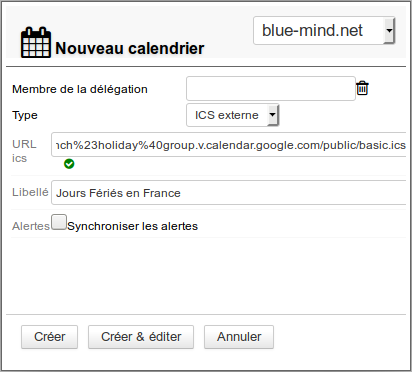 Nouveau calendrier
blue-mind.net
Membre de la délégation
Type ICS externe
URL ics nch%23holiday%40group.v.calendar.google.com/public/basic.ics
Libellé Jours Fériés en France
Alertes Synchroniser les alertes
Créer Créer & éditer Annuler